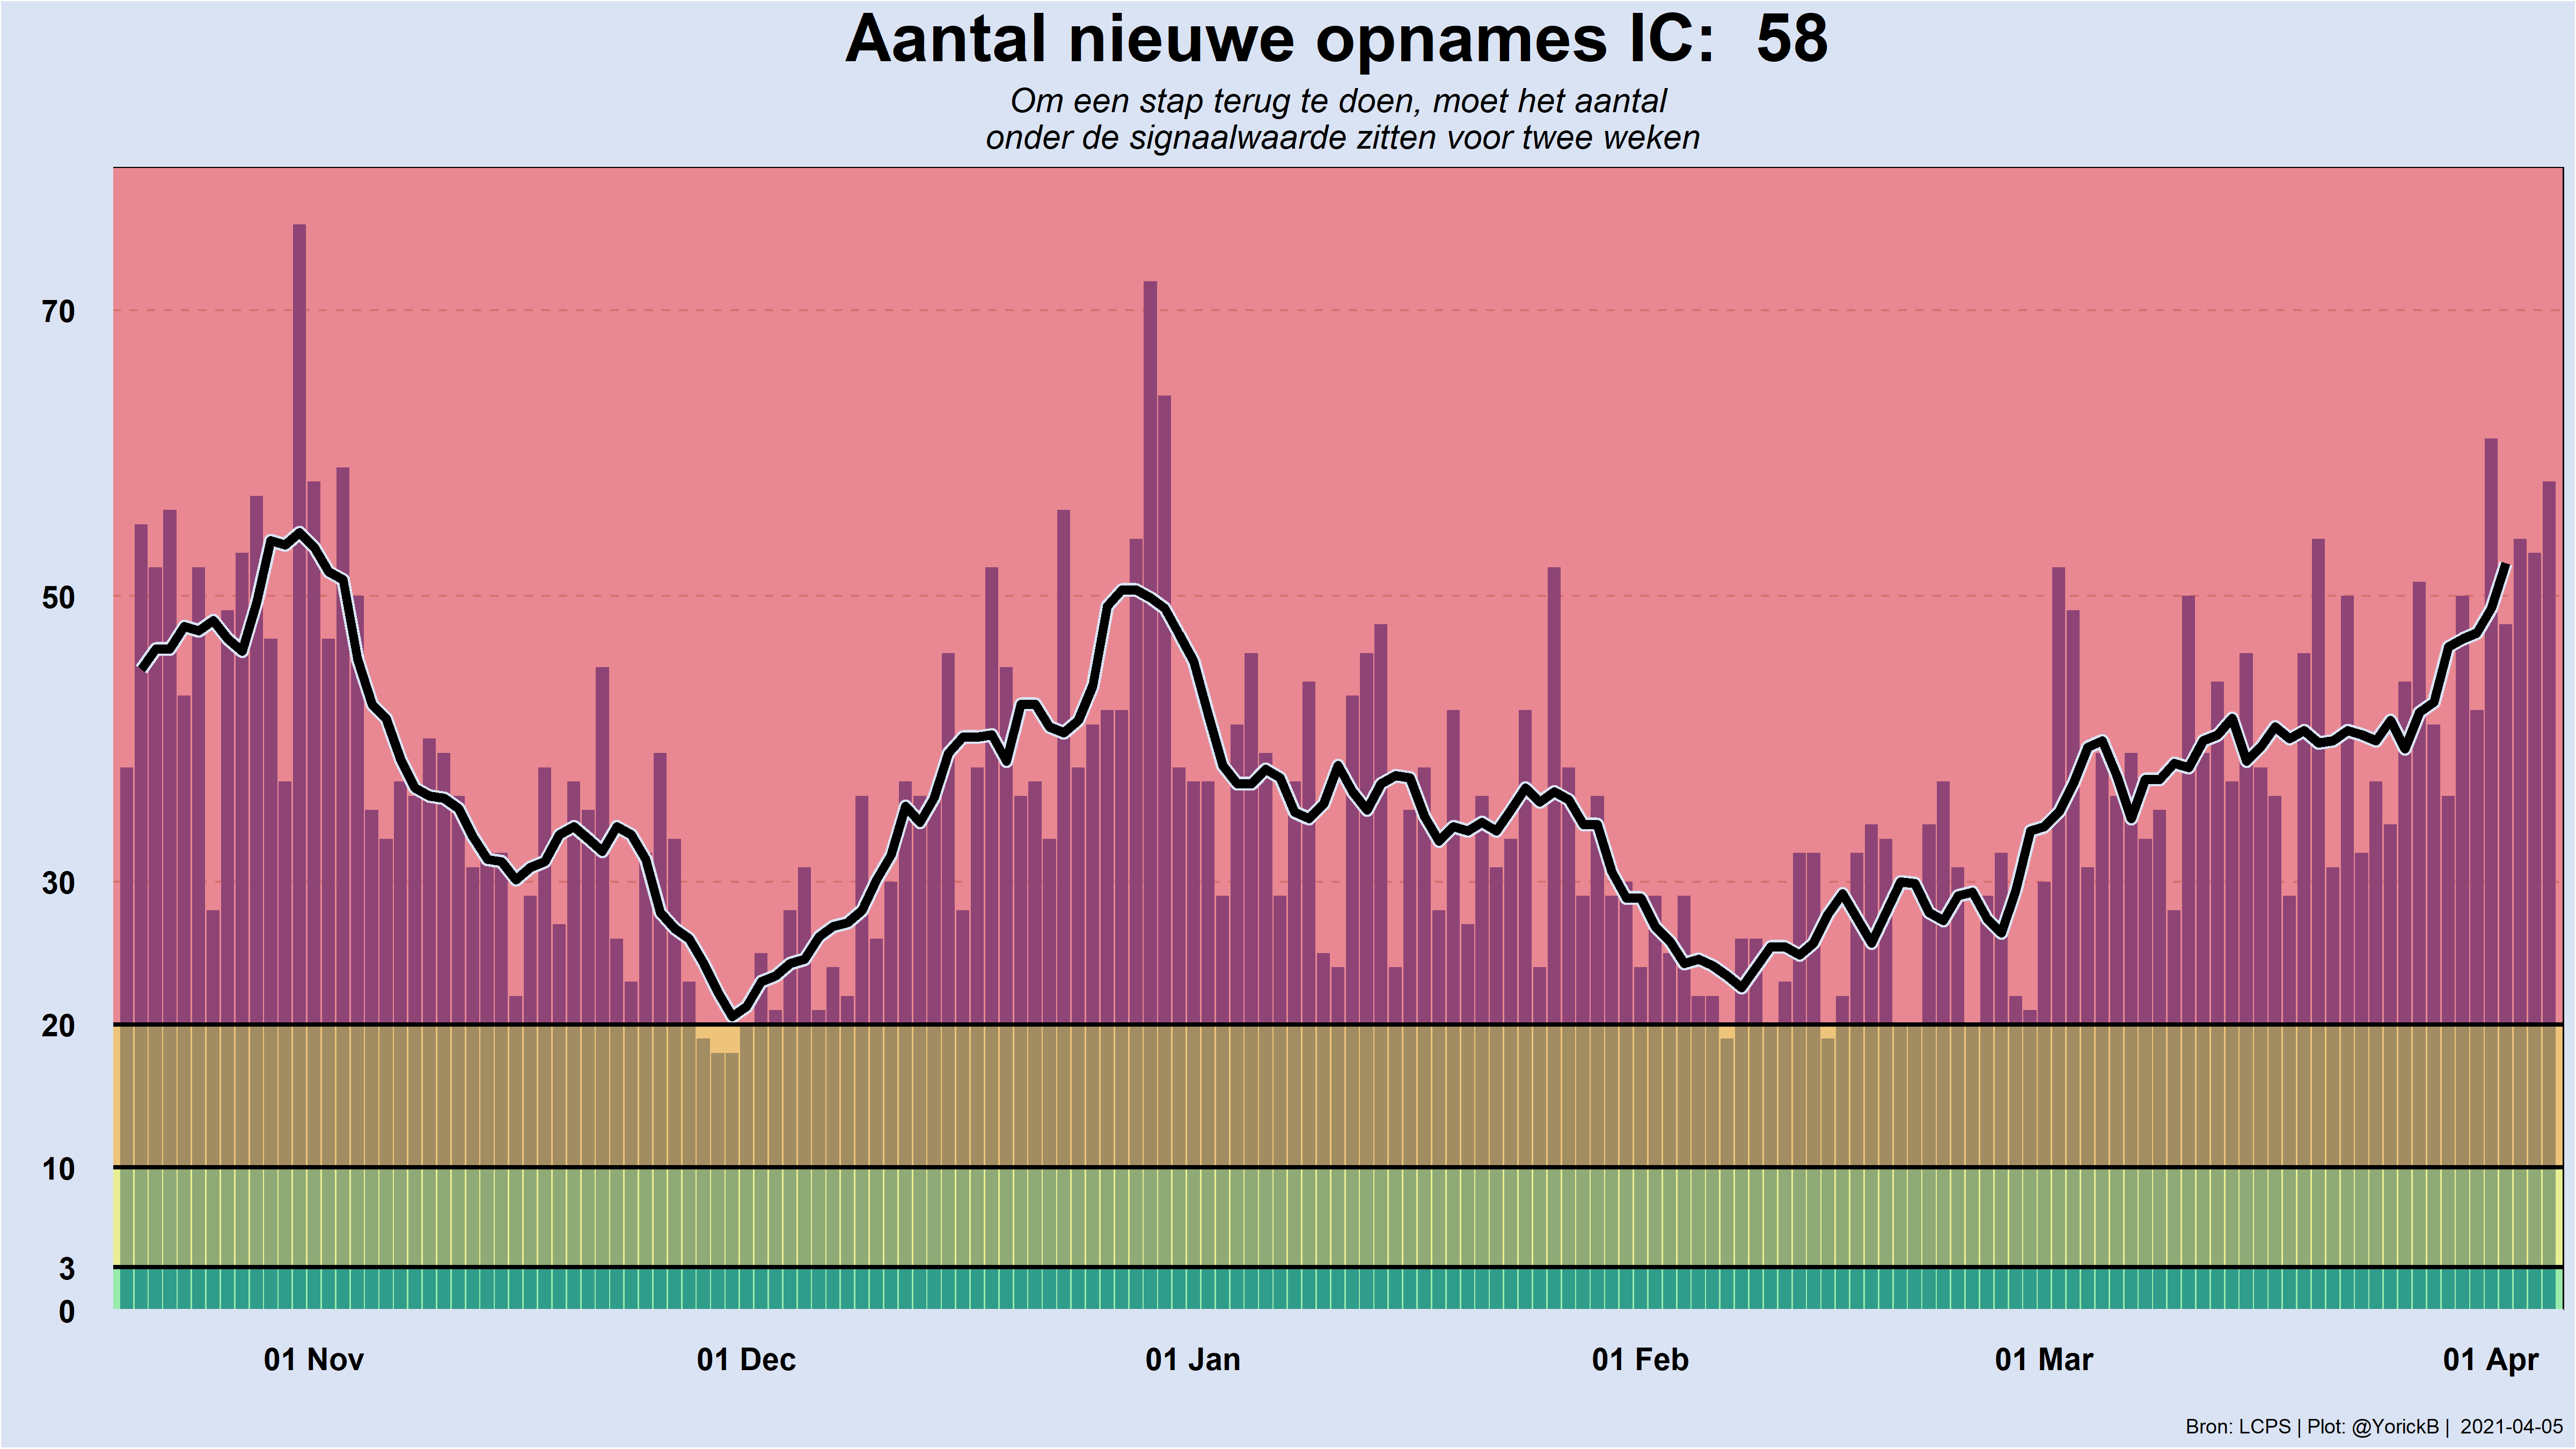 Aantal nieuwe opnames IC:  58
Om een stap terug te doen, moet het aantal
onder de signaalwaarde zitten voor twee weken
70
50
30
20
10
3
0
01 Nov
01 Dec
01 Jan
01 Feb
01 Mar
01 Apr
Bron: LCPS | Plot: @YorickB |  2021-04-05